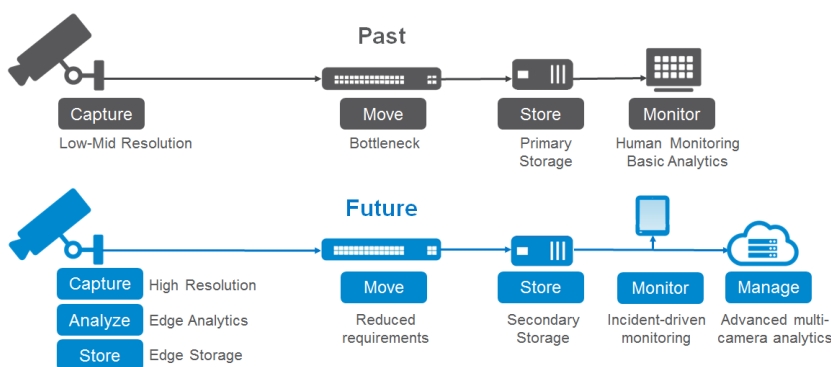 Past
Capture
Move
Store
Monitor
Low-Mid Resolution
Bottleneck
Primary
Storage
Human Monitoring
Basic Analytics
Future
Capture
High Resolution
Analyze
Edge Analytics
Store
Edge Storage
Move
Reduced
requirements
Store
Secondary
Storage
Monitor
Incident-driven
monitoring
Manage
Advanced multi-
camera analytics